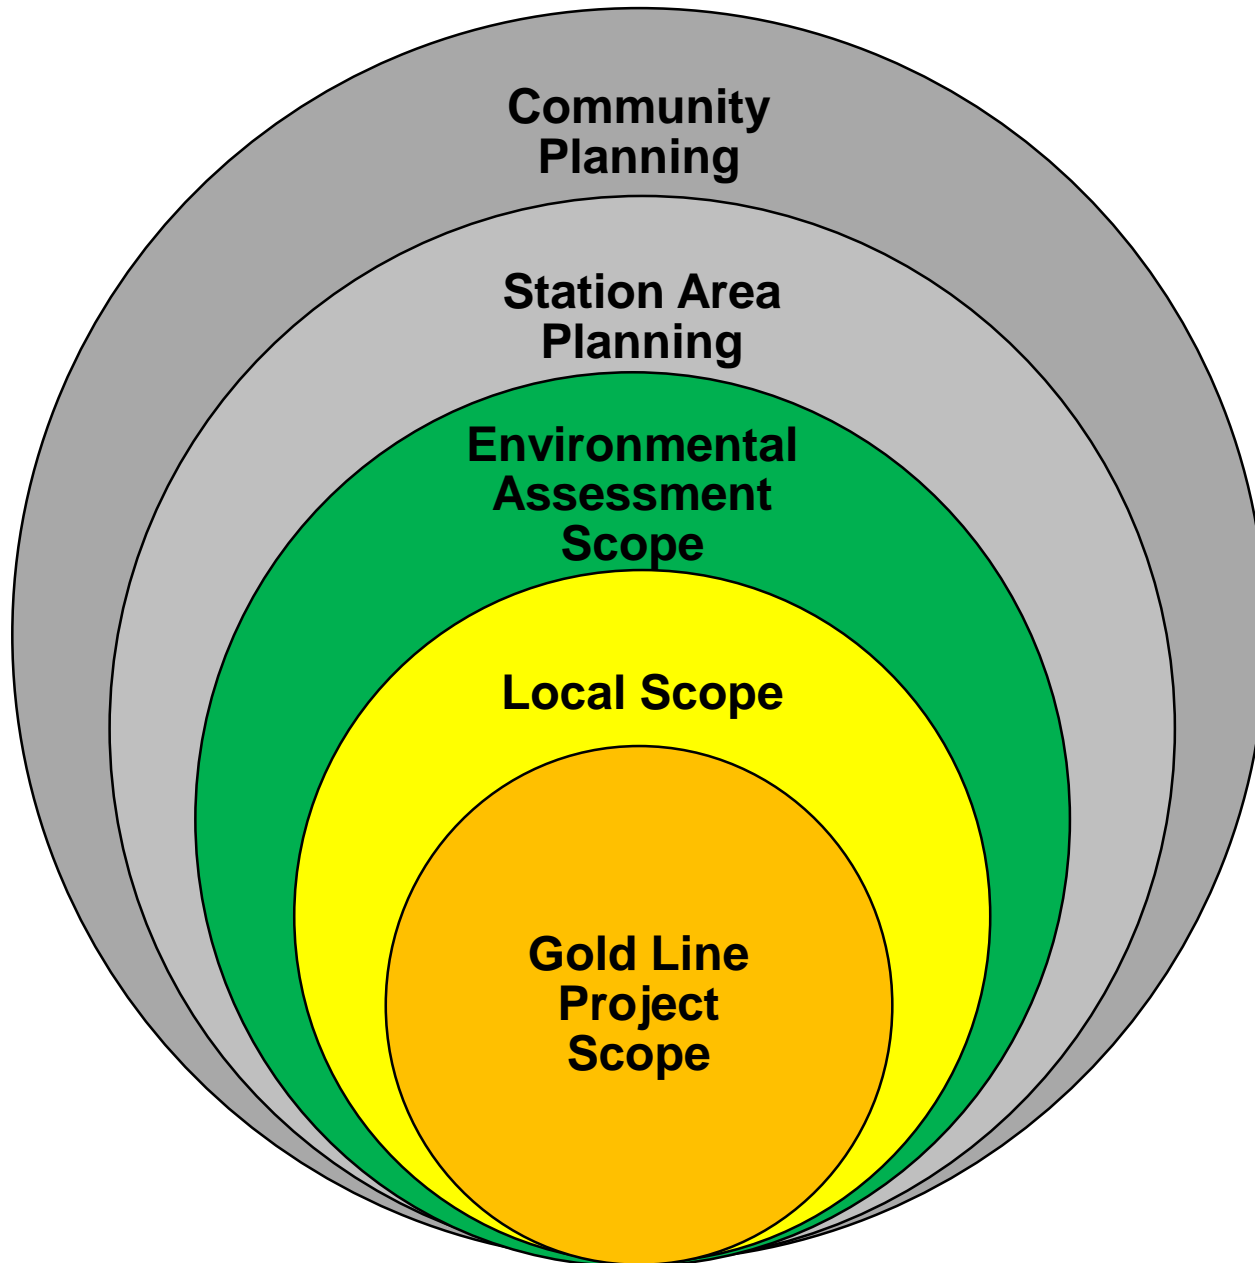 Community
Planning
Station Area
Planning
Environmental
Assessment
Scope
Local Scope
Gold Line
Project
Scope